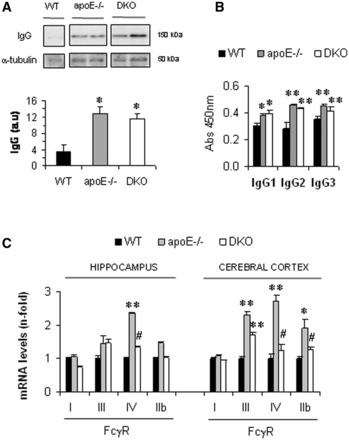 A
WT apoE-/- DKO
IgG 150 kDa
α-tubulin 50 kDa
IgG (au)
16
12
8
4
0
* *
WT apoE-/- DKO
B
WT
apoE-/-
DKO
Abs 450nm
0.6
0.4
0.2
0.0
* * ** ** ** **
IgG1 IgG2 IgG3
C
WT apoE-/- DKO
HIPPOCAMPUS CEREBRAL CORTEX
mRNA levels (n-fold)
3
2
1
0
** # ** ** ** # * #
I III IV IIb I III IV IIb
FcγR FcγR